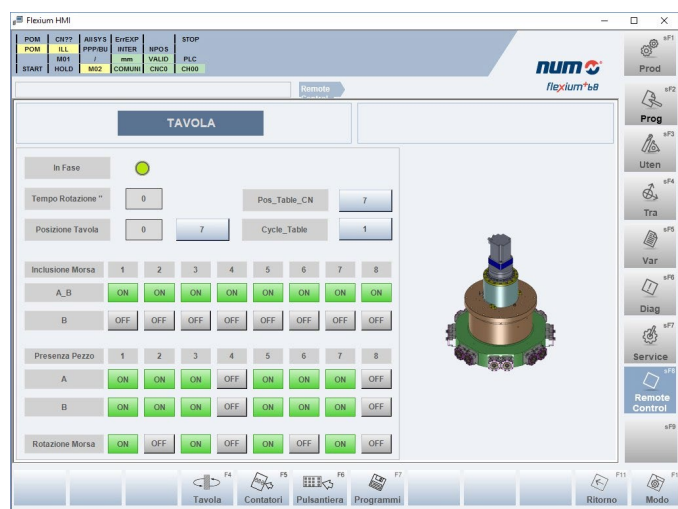 Flexium HMI
POM CN?? AllSYS ErrEXP STOP
POM ILL PPP/BU INTER NPOS
M01 / mm VALID PLC
START HOLD M02 COMUNI CNC0 CH00
num
flexium+68
Remote
Control
TAVOLA
In Fase
Tempo Rotazione " 0 Pos_Table_CN 7
Posizione Tavola 0 7 Cycle_Table 1
Inclusione Morsa 1 2 3 4 5 6 7 8
A_B ON ON ON ON ON ON ON ON
B OFF OFF OFF OFF OFF OFF OFF OFF
Presenza Pezzo 1 2 3 4 5 6 7 8
A ON ON ON OFF ON ON ON OFF
B ON ON ON OFF ON ON ON OFF
Rotazione Morsa ON OFF ON OFF ON OFF ON OFF
sF1
Prod
sF2
Prog
sF3
Uten
sF4
Tra
sF5
Var
sF6
Diag
sF7
Service
sF8
Remote
Control
sF9
F4 F5 F6 F7 F11 F1
Tavola Contatori Pulsantiera Programmi Ritorno Modo